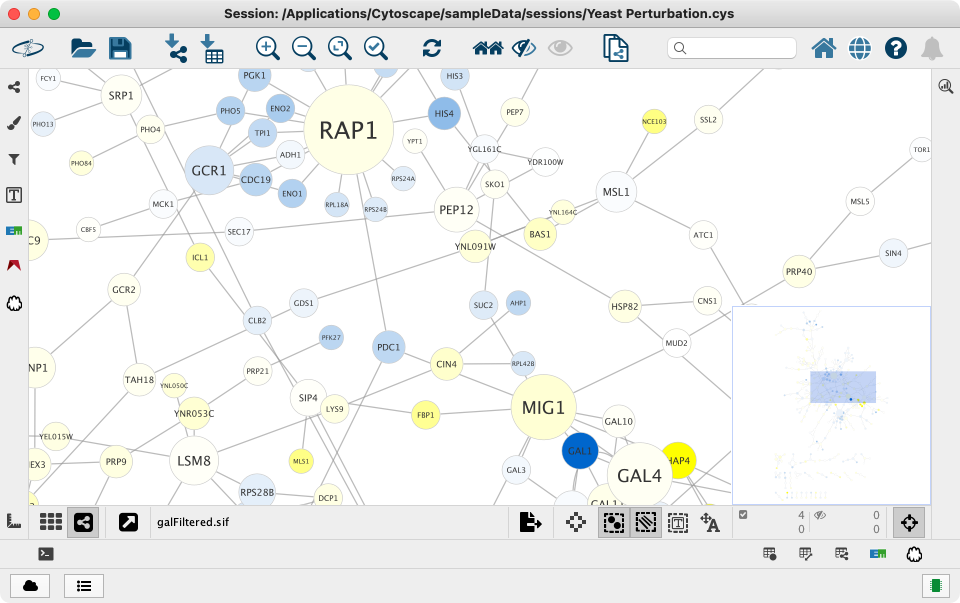 Session: /Applications/Cytoscape/sampleData/sessions/Yeast Perturbation.cys
FCY1
SRP1
PGK1
HIS3
PHO13
PHO5
ENO2
HIS4
PEP7
NCE103
SSL2
PHO4
TPI1
RAP1
YPT1
YGL161C
TOR1
PHO84
ADH1
YDR100W
GCR1
CDC19
RPS24A
SKO1
MSL1
ENO1
MCK1
RPL18A
RPS24B
PEP12
YNL164C
MSL5
CBF5
SEC17
BAS1
ATC1
C9
YNL091W
SIN4
ICL1
PRP40
GCR2
GDS1
SUC2
AHP1
HSP82
CNS1
CLB2
PFK27
PDC1
MUD2
NP1
TAH18
YNL050C
PRP21
CIN4
RPL42B
SIP4
LYS9
YNR053C
FBP1
MIG1
GAL10
YEL015W
GAL1
EX3
PRP9
LSM8
MLS1
GAL3
GAL4
HAP4
RPS28B
DCP1
GAL1
galFiltered.sif
T
A
4
0
0
0